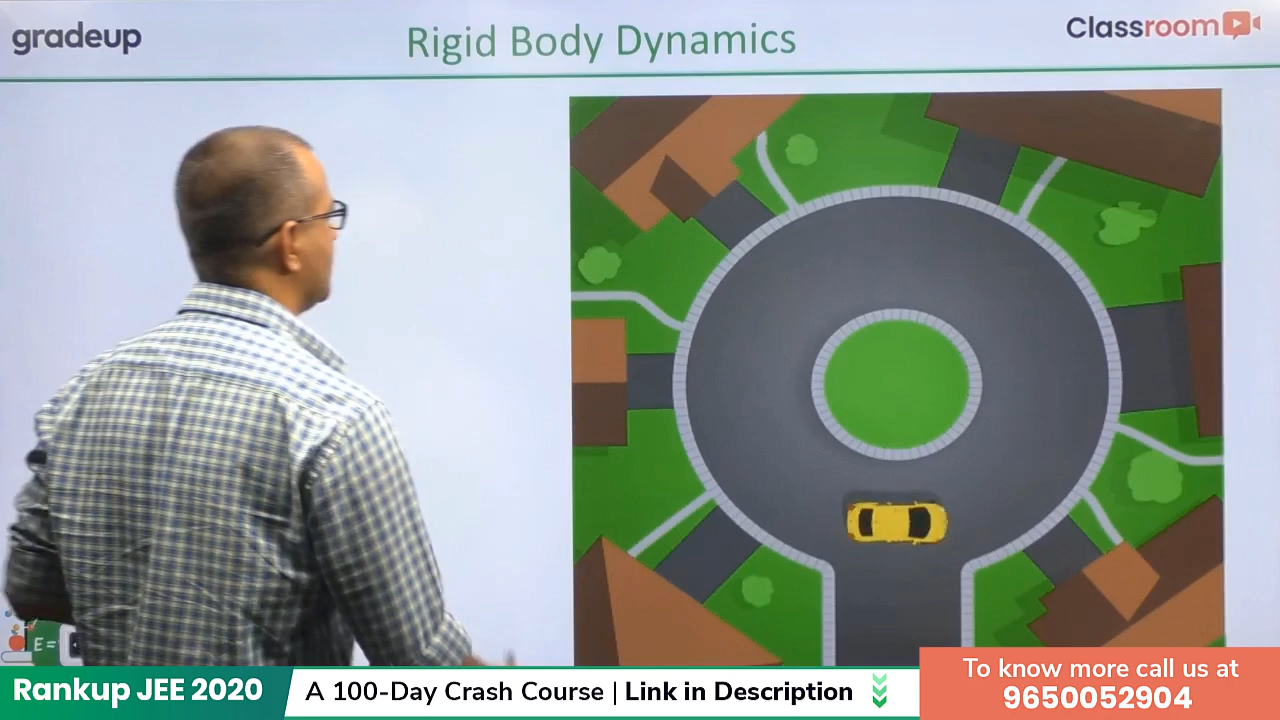 gradeup
Rigid Body Dynamics
Classroom
E=
Rankup JEE 2020
A 100-Day Crash Course | Link in Description
To know more call us at
9650052904